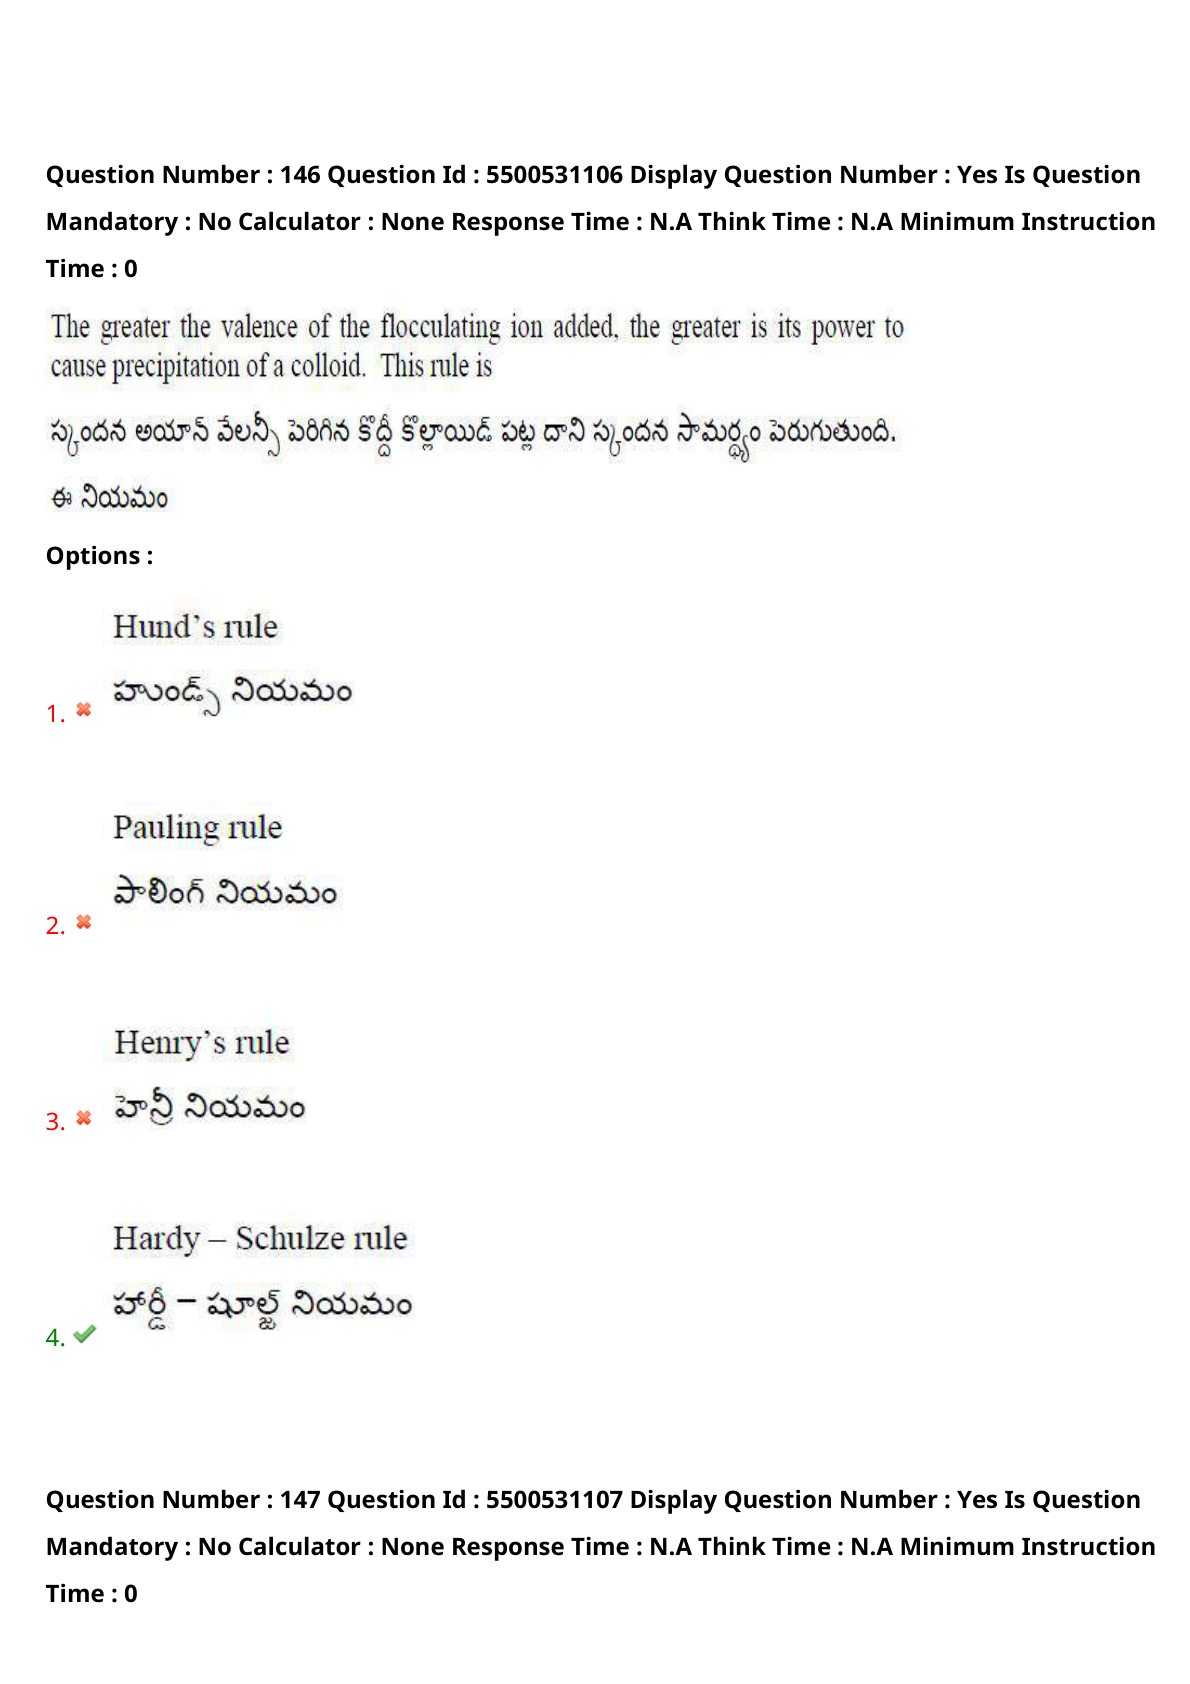 Question Number : 146 Question Id : 5500531106 Display Question Number : Yes Is Question
Mandatory : No Calculator : None Response Time : N.A Think Time : N.A Minimum Instruction
Time : 0
The greater the valence of the flocculating ion added, the greater is its power to
cause precipitation of a colloid. This rule is
స్కందన అయాన్ వేలన్సీ పెరిగిన కొద్దీ కొల్లాయిడ్ పట్ల దాని స్కందన సామర్థ్యం పెరుగుతుంది.
ఈ నియమం
Options :
Hund’s rule
హుండ్స్ నియమం
1.
Pauling rule
పాలింగ్ నియమం
2.
Henry’s rule
హెన్రీ నియమం
3.
Hardy – Schulze rule
హార్డీ – షూల్జ్ నియమం
4.
Question Number : 147 Question Id : 5500531107 Display Question Number : Yes Is Question
Mandatory : No Calculator : None Response Time : N.A Think Time : N.A Minimum Instruction
Time : 0